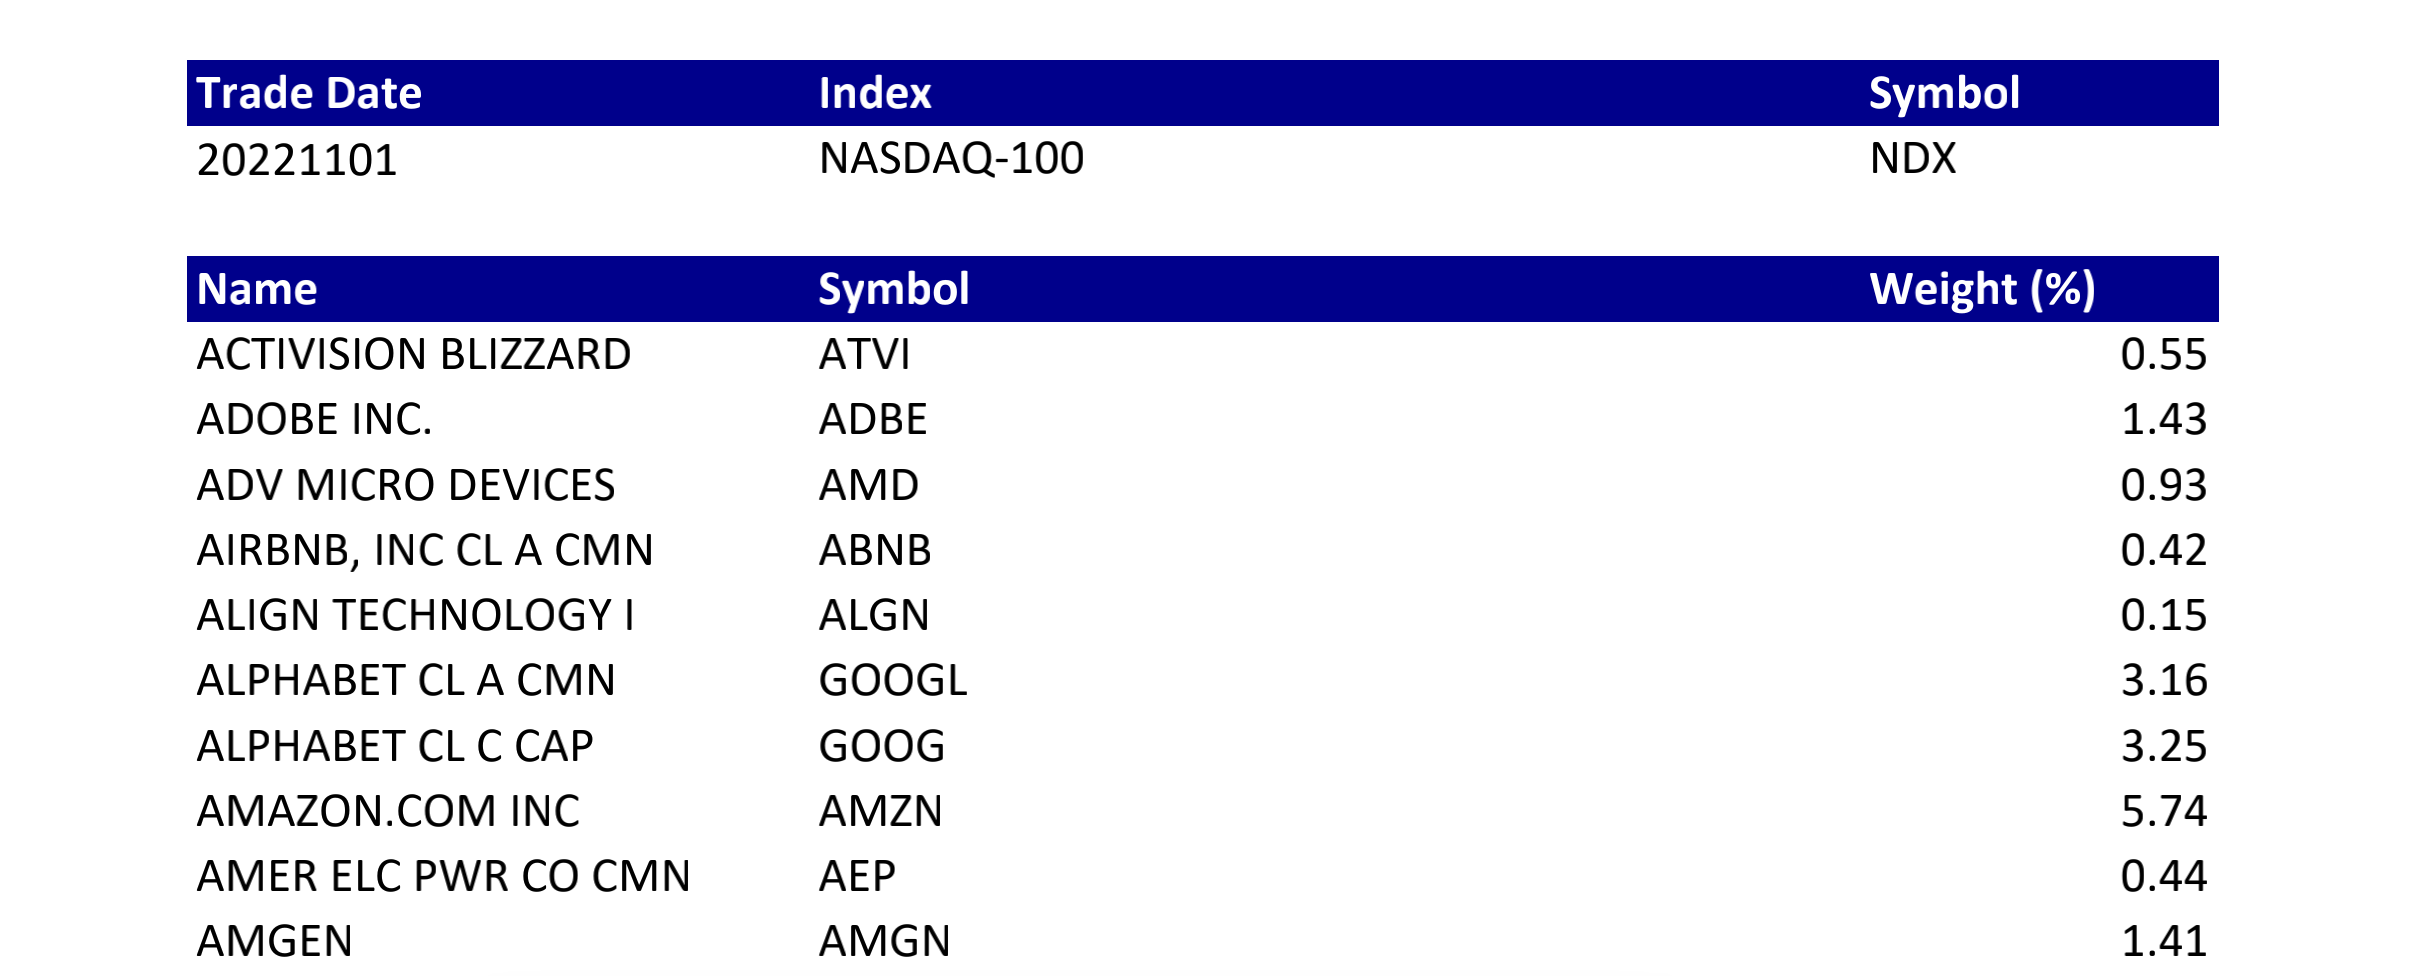 Trade Date Index Symbol
20221101 NASDAQ-100 NDX
Name Symbol Weight (%)
ACTIVISION BLIZZARD ATVI 0.55
ADOBE INC. ADBE 1.43
ADV MICRO DEVICES AMD 0.93
AIRBNB, INC CL A CMN ABNB 0.42
ALIGN TECHNOLOGY I ALGN 0.15
ALPHABET CL A CMN GOOGL 3.16
ALPHABET CL C CAP GOOG 3.25
AMAZON.COM INC AMZN 5.74
AMER ELC PWR CO CMN AEP 0.44
AMGEN AMGN 1.41